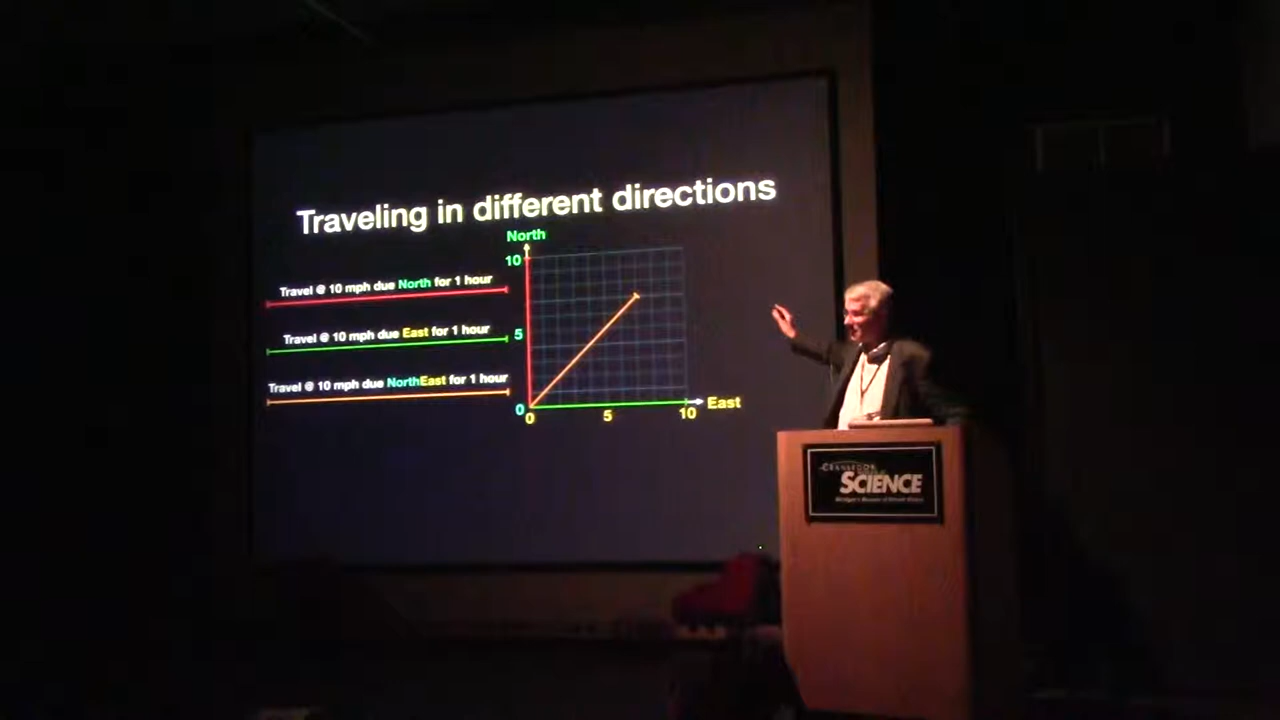 Traveling in different directions
North
10
Travel @ 10 mph due North for 1 hour
5
Travel @ 10 mph due East for 1 hour
Travel @ 10 mph due NorthEast for 1 hour
0
0
5
10
East
CRANBROOK
SCIENCE